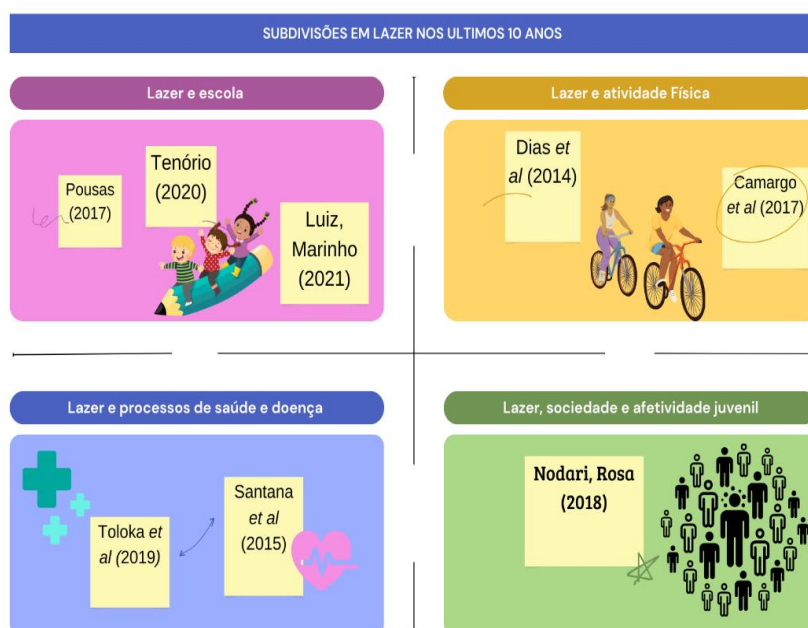 SUBDIVISÕES EM LAZER NOS ULTIMOS 10 ANOS
Lazer e escola
Pousas
(2017)
Tenório
(2020)
Luiz,
Marinho
(2021)
Lazer e atividade Física
Dias et
al (2014)
Camargo
et al (2017)
Lazer e processos de saúde e doença
Toloka et
al (2019)
Santana
et al
(2015)
Lazer, sociedade e afetividade juvenil
Nodari, Rosa
(2018)